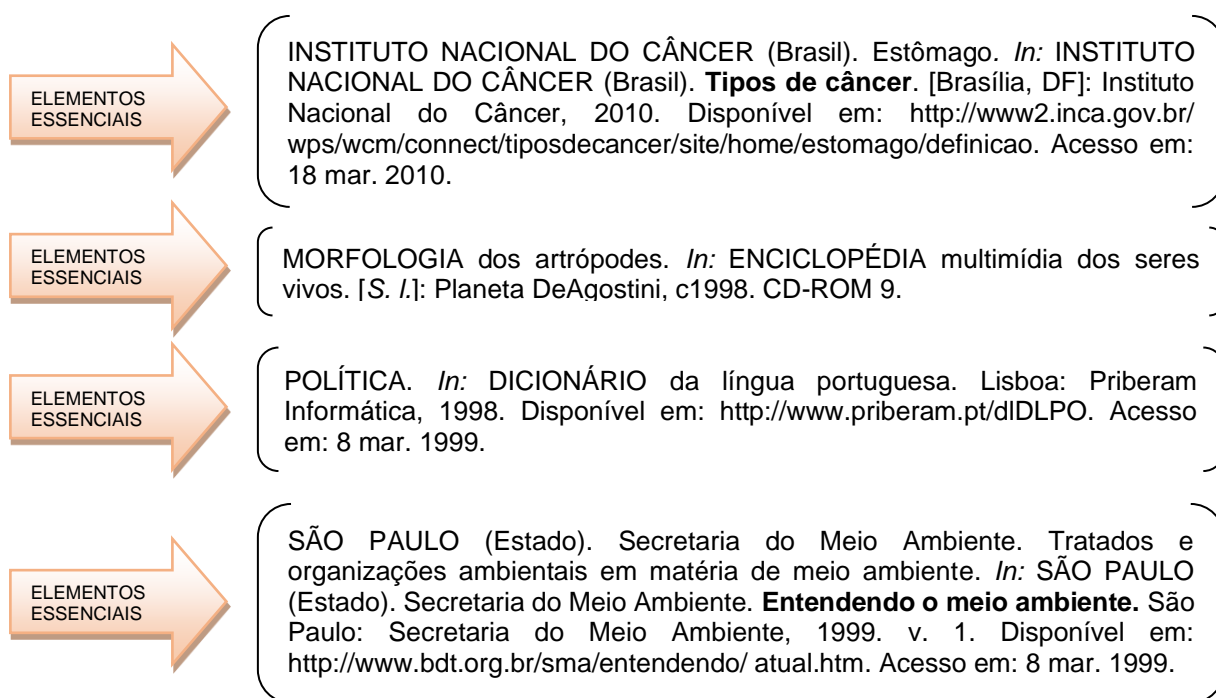 ELEMENTOS
ESSENCIAIS
INSTITUTO NACIONAL DO CÂNCER (Brasil). Estômago. In: INSTITUTO
NACIONAL DO CÂNCER (Brasil). Tipos de câncer. [Brasília, DF]: Instituto
Nacional do Câncer, 2010. Disponível em: http://www2.inca.gov.br/
wps/wcm/connect/tiposdecancer/site/home/estomago/definicao. Acesso em:
18 mar. 2010.
ELEMENTOS
ESSENCIAIS
MORFOLOGIA dos artrópodes. In: ENCICLOPÉDIA multimídia dos seres
vivos. [S. l.]: Planeta DeAgostini, c1998. CD-ROM 9.
ELEMENTOS
ESSENCIAIS
POLÍTICA. In: DICIONÁRIO da língua portuguesa. Lisboa: Priberam
Informática, 1998. Disponível em: http://www.priberam.pt/dlDLPO. Acesso
em: 8 mar. 1999.
ELEMENTOS
ESSENCIAIS
SÃO PAULO (Estado). Secretaria do Meio Ambiente. Tratados e
organizações ambientais em matéria de meio ambiente. In: SÃO PAULO
(Estado). Secretaria do Meio Ambiente. Entendendo o meio ambiente. São
Paulo: Secretaria do Meio Ambiente, 1999. v. 1. Disponível em:
http://www.bdt.org.br/sma/entendendo/ atual.htm. Acesso em: 8 mar. 1999.